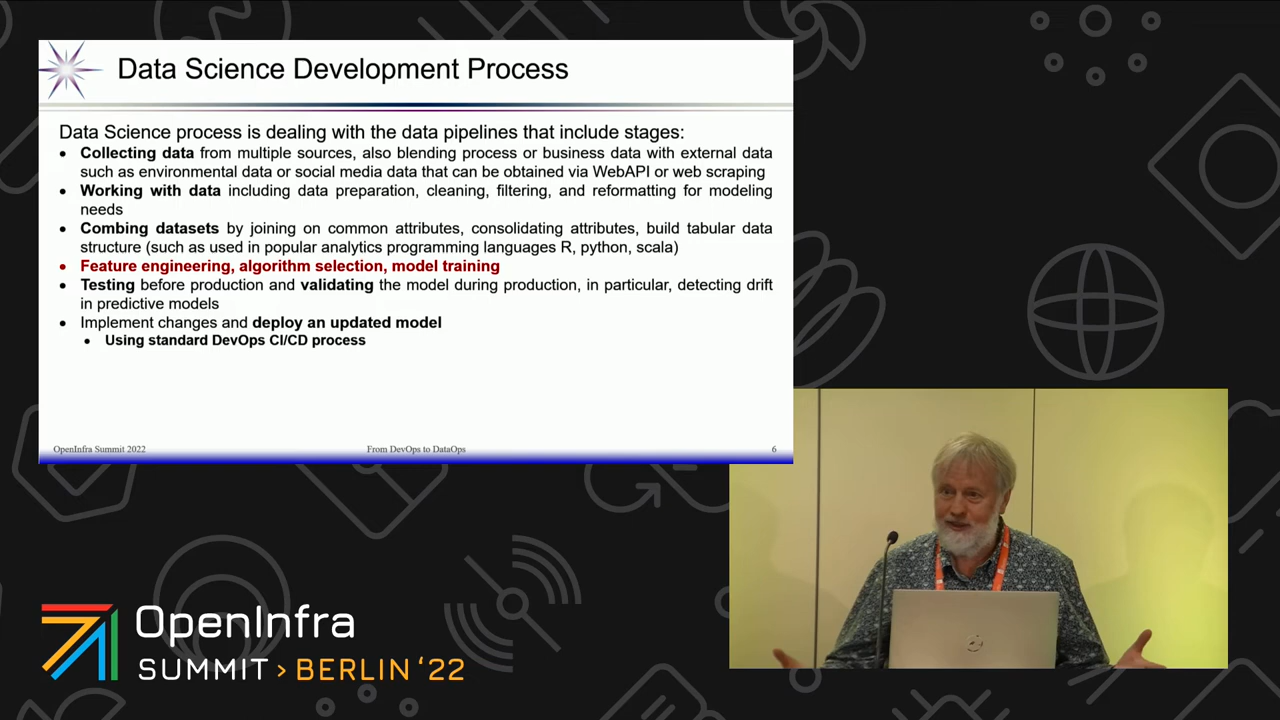 Data Science Development Process
Data Science process is dealing with the data pipelines that include stages:
• Collecting data from multiple sources, also blending process or business data with external data
such as environmental data or social media data that can be obtained via WebAPI or web scraping
• Working with data including data preparation, cleaning, filtering, and reformatting for modeling
needs
• Combing datasets by joining on common attributes, consolidating attributes, build tabular data
structure (such as used in popular analytics programming languages R, python, scala)
• Feature engineering, algorithm selection, model training
• Testing before production and validating the model during production, in particular, detecting drift
in predictive models
• Implement changes and deploy an updated model
• Using standard DevOps CI/CD process
OpenInfra Summit 2022 From DevOps to DataOps 6
OpenInfra
SUMMIT > BERLIN ‘22